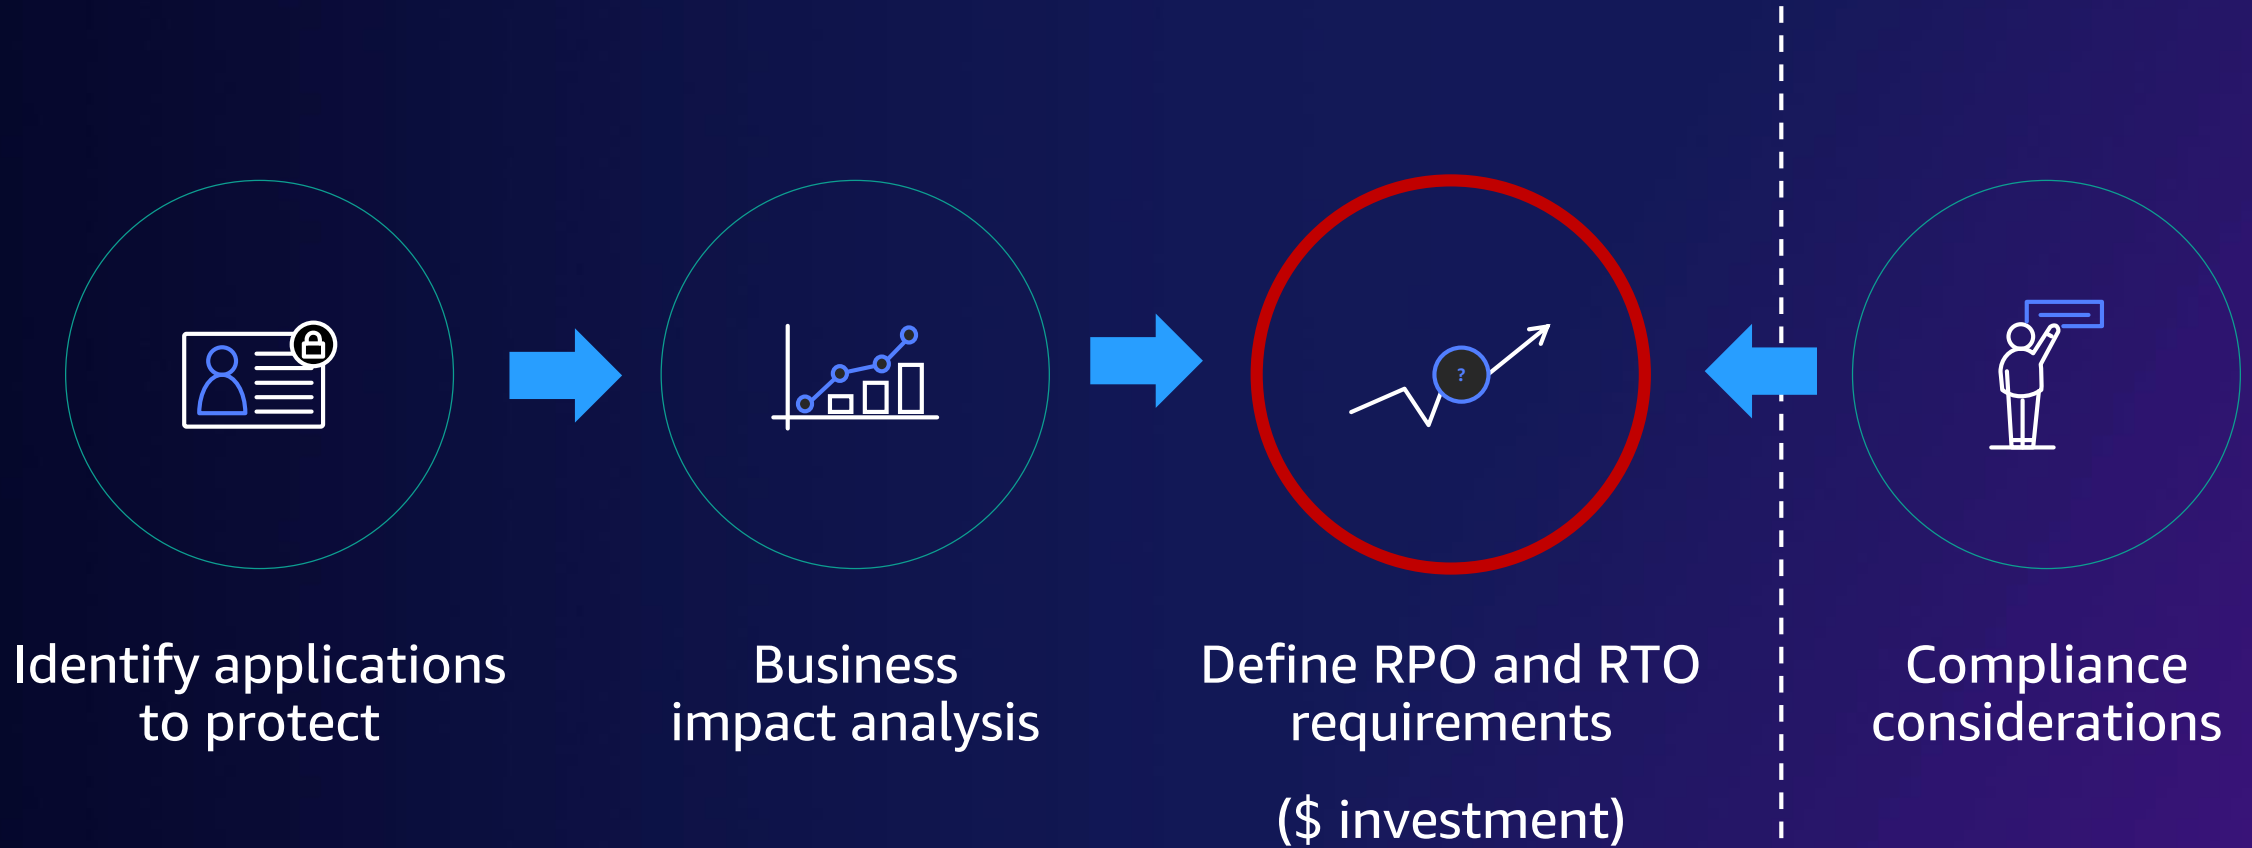 ?
Identify applications
to protect
Business
impact analysis
Define RPO and RTO
requirements
($ investment)
Compliance
considerations